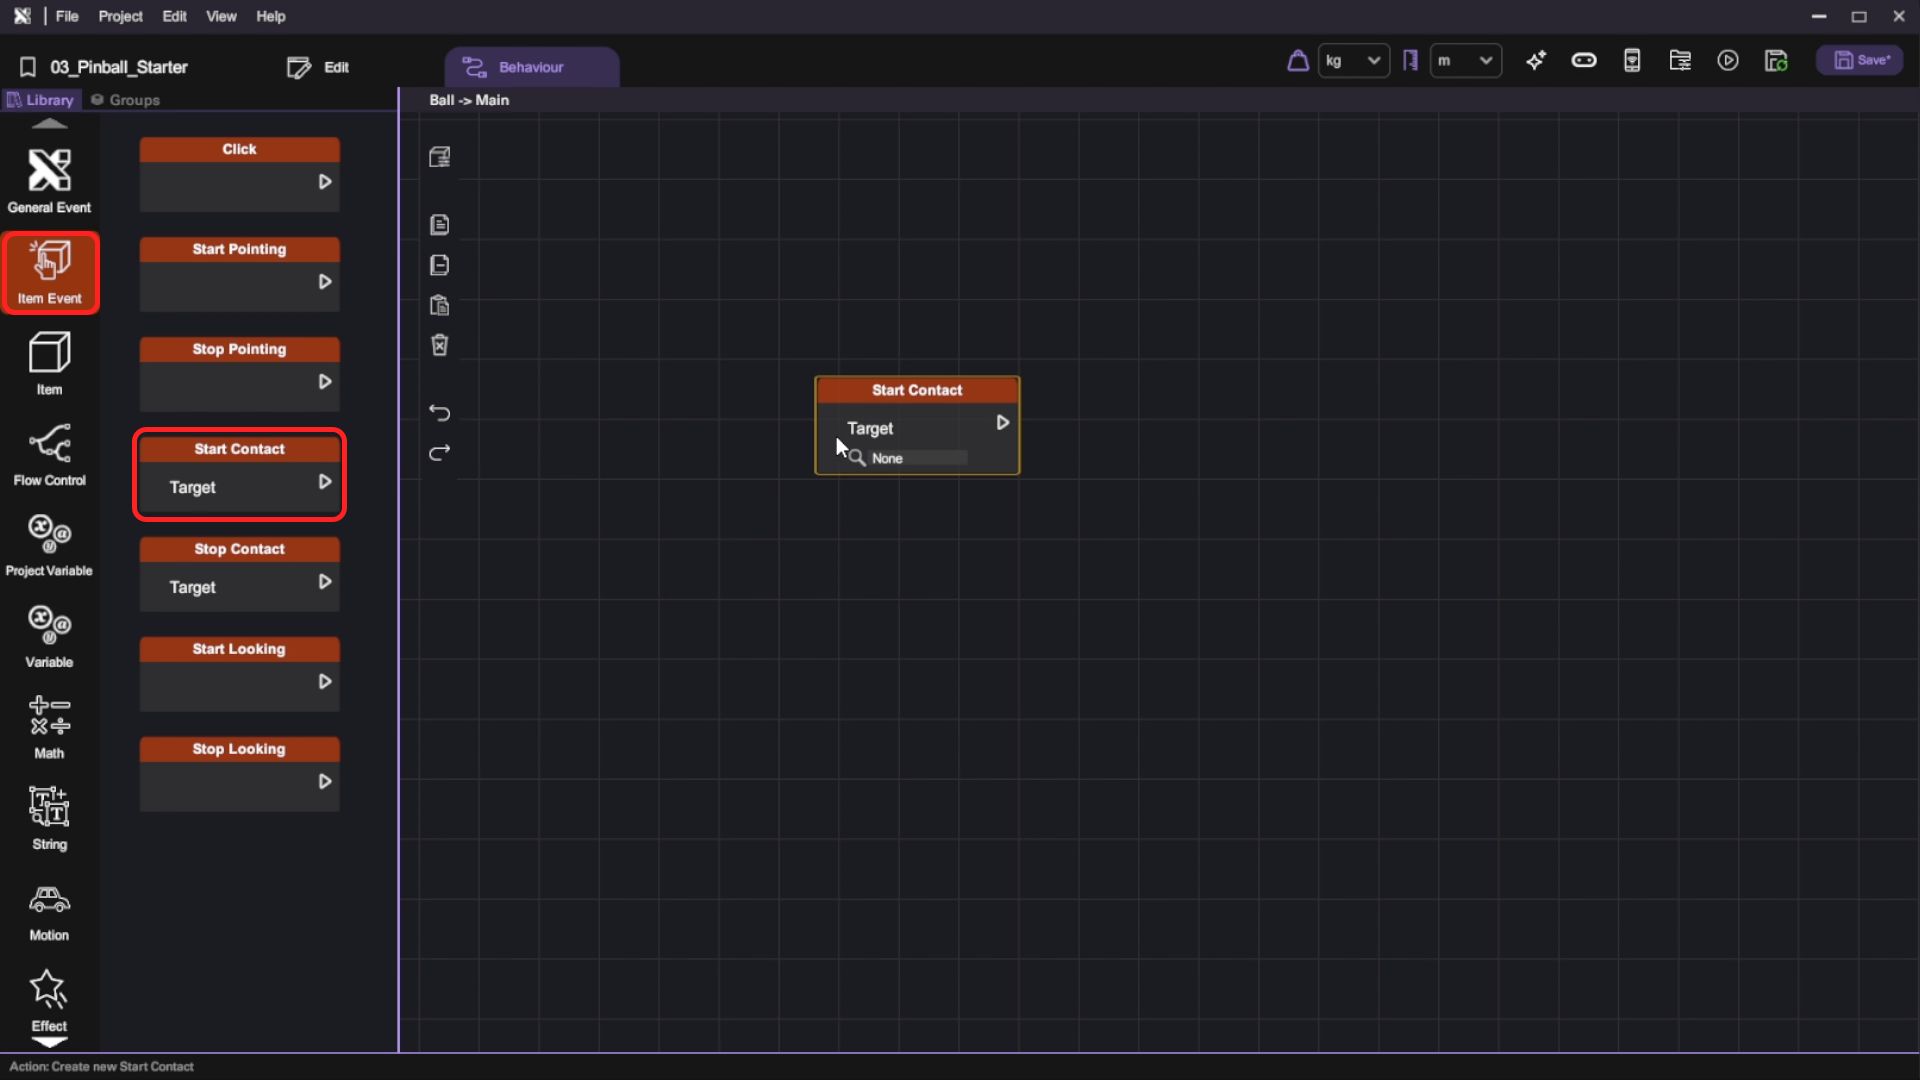 File Project Edit View Help
03_Pinball_Starter Edit Behaviour kg m Save*
Library Groups Ball -> Main
General Event
Item Event
Item
Flow Control
Project Variable
Variable
Math
String
Motion
Effect
Click
Start Pointing
Stop Pointing
Start Contact
Target
Stop Contact
Target
Start Looking
Stop Looking
Start Contact
Target
None
Action: Create new Start Contact